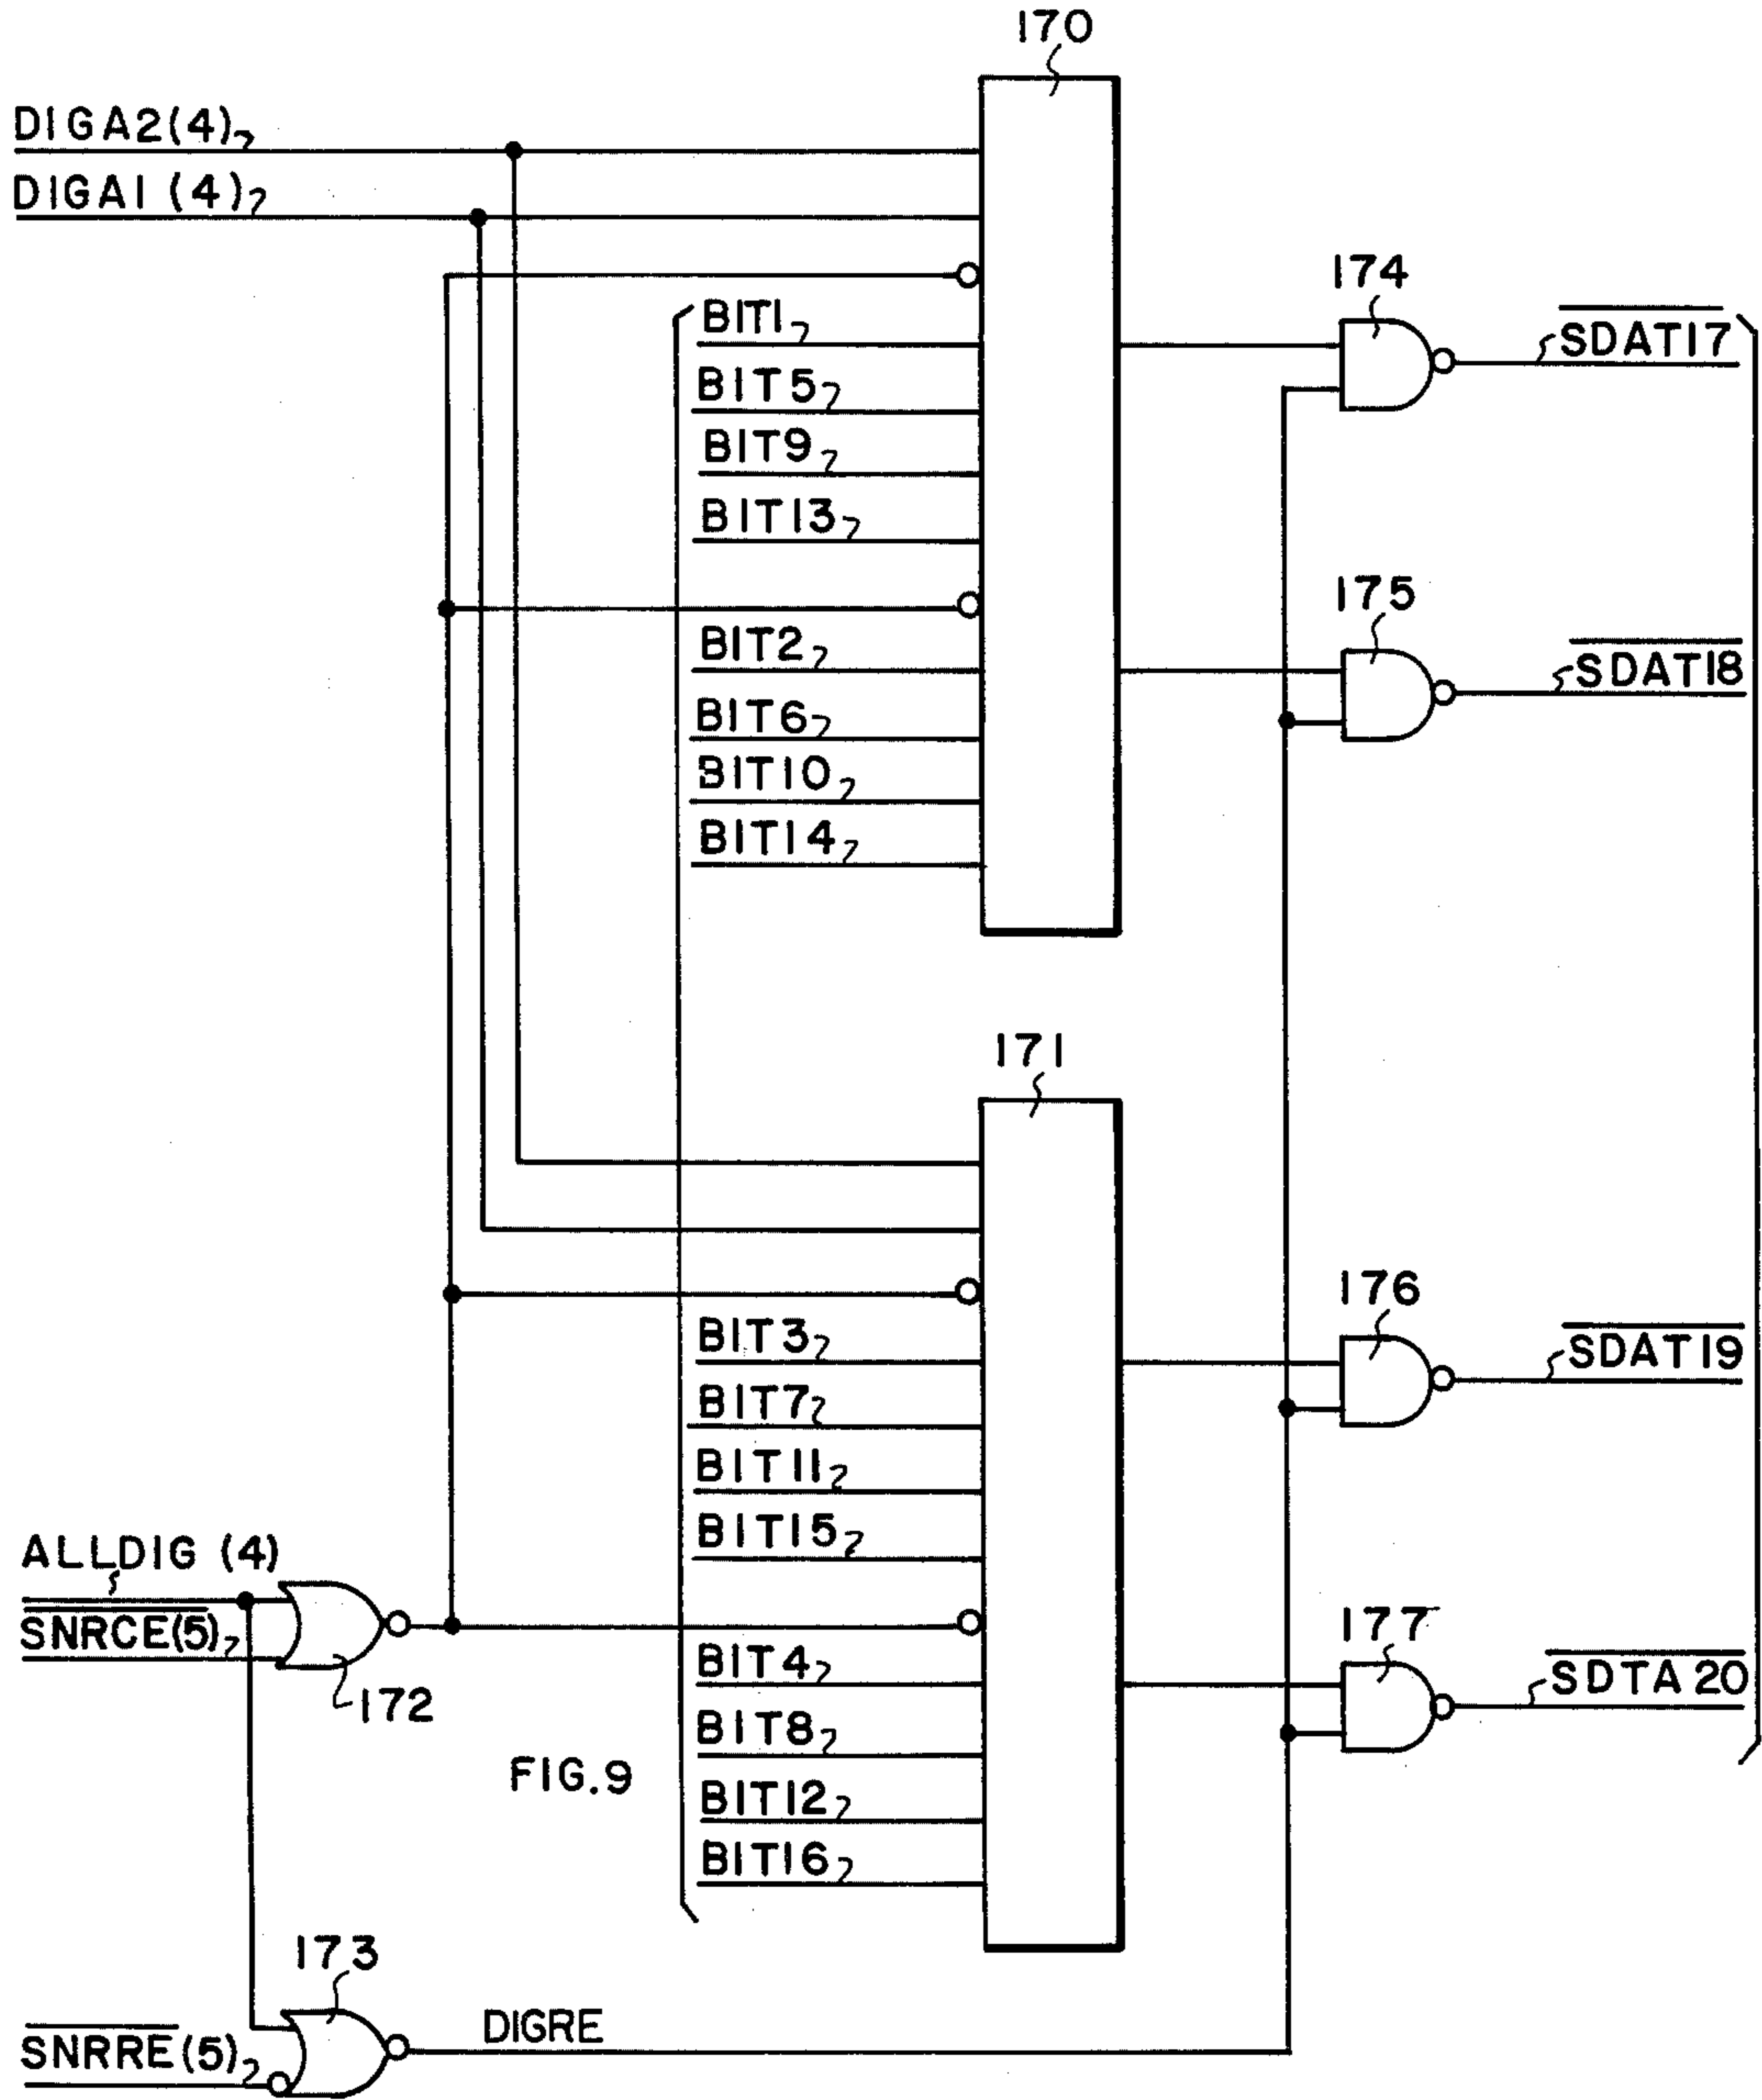 170
DIGA2(4)
DIGA1 (4)
174
BIT1
SDAT17
BIT5
BIT9
BIT13
175
BIT2
SDAT18
BIT6
BIT10
BIT14
171
176
BIT3
SDAT19
BIT7
BIT11
BIT15
ALLDIG (4)
SNRCE(5)
172
177
BIT4
SDTA20
BIT8
FIG.9
BIT12
BIT16
173
DIGRE
SNRRE(5)